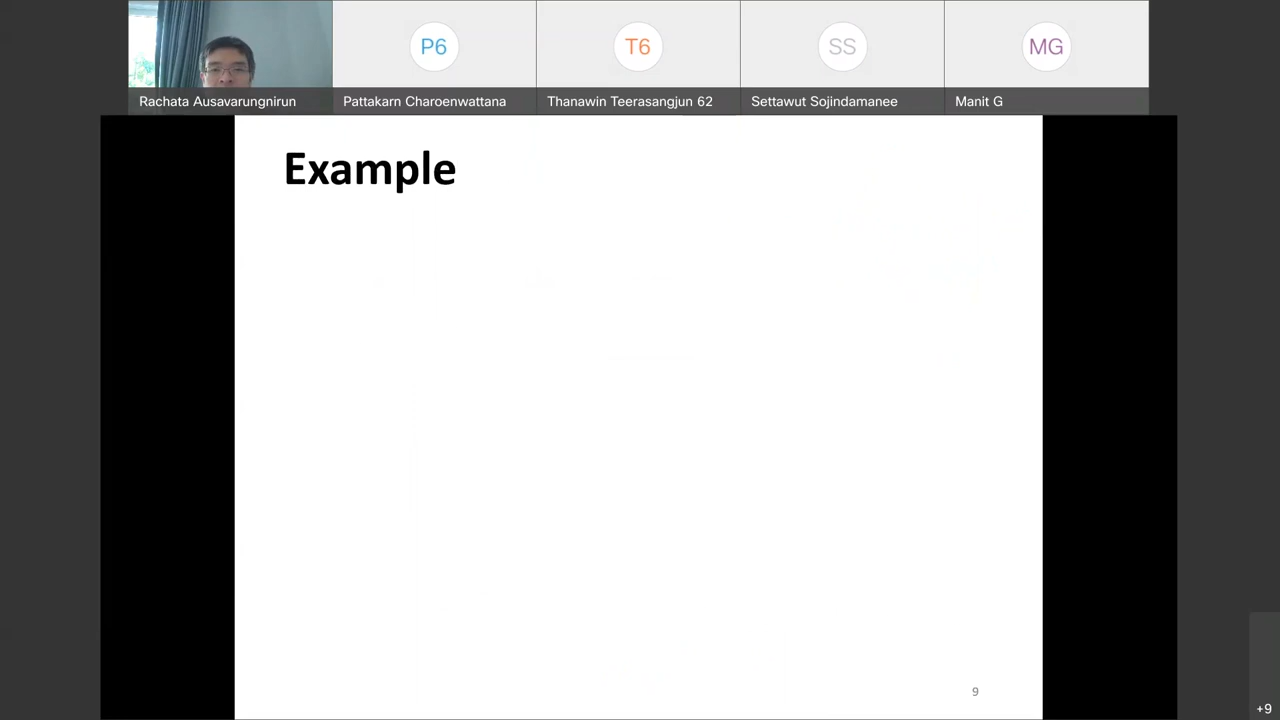 P6
T6
SS
MG
Rachata Ausavarungnirun
Pattakarn Charoenwattana
Thanawin Teerasangjun 62
Settawut Sojindamanee
Manit G
Example
9
+9